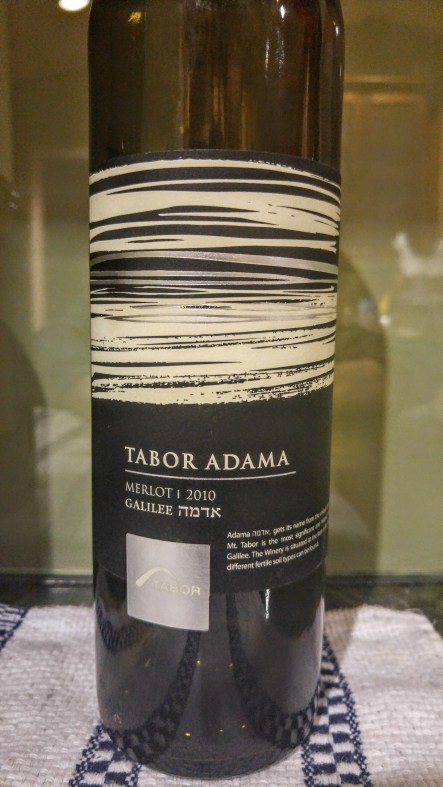 TABOR ADAMA
MERLOT | 2010
GALILEE אדמה
Adama אדמה, gets its name from the
Mt. Tabor is the most significant and
Galilee. The Winery is situated at the
different fertile soil types can be found.
TABOR